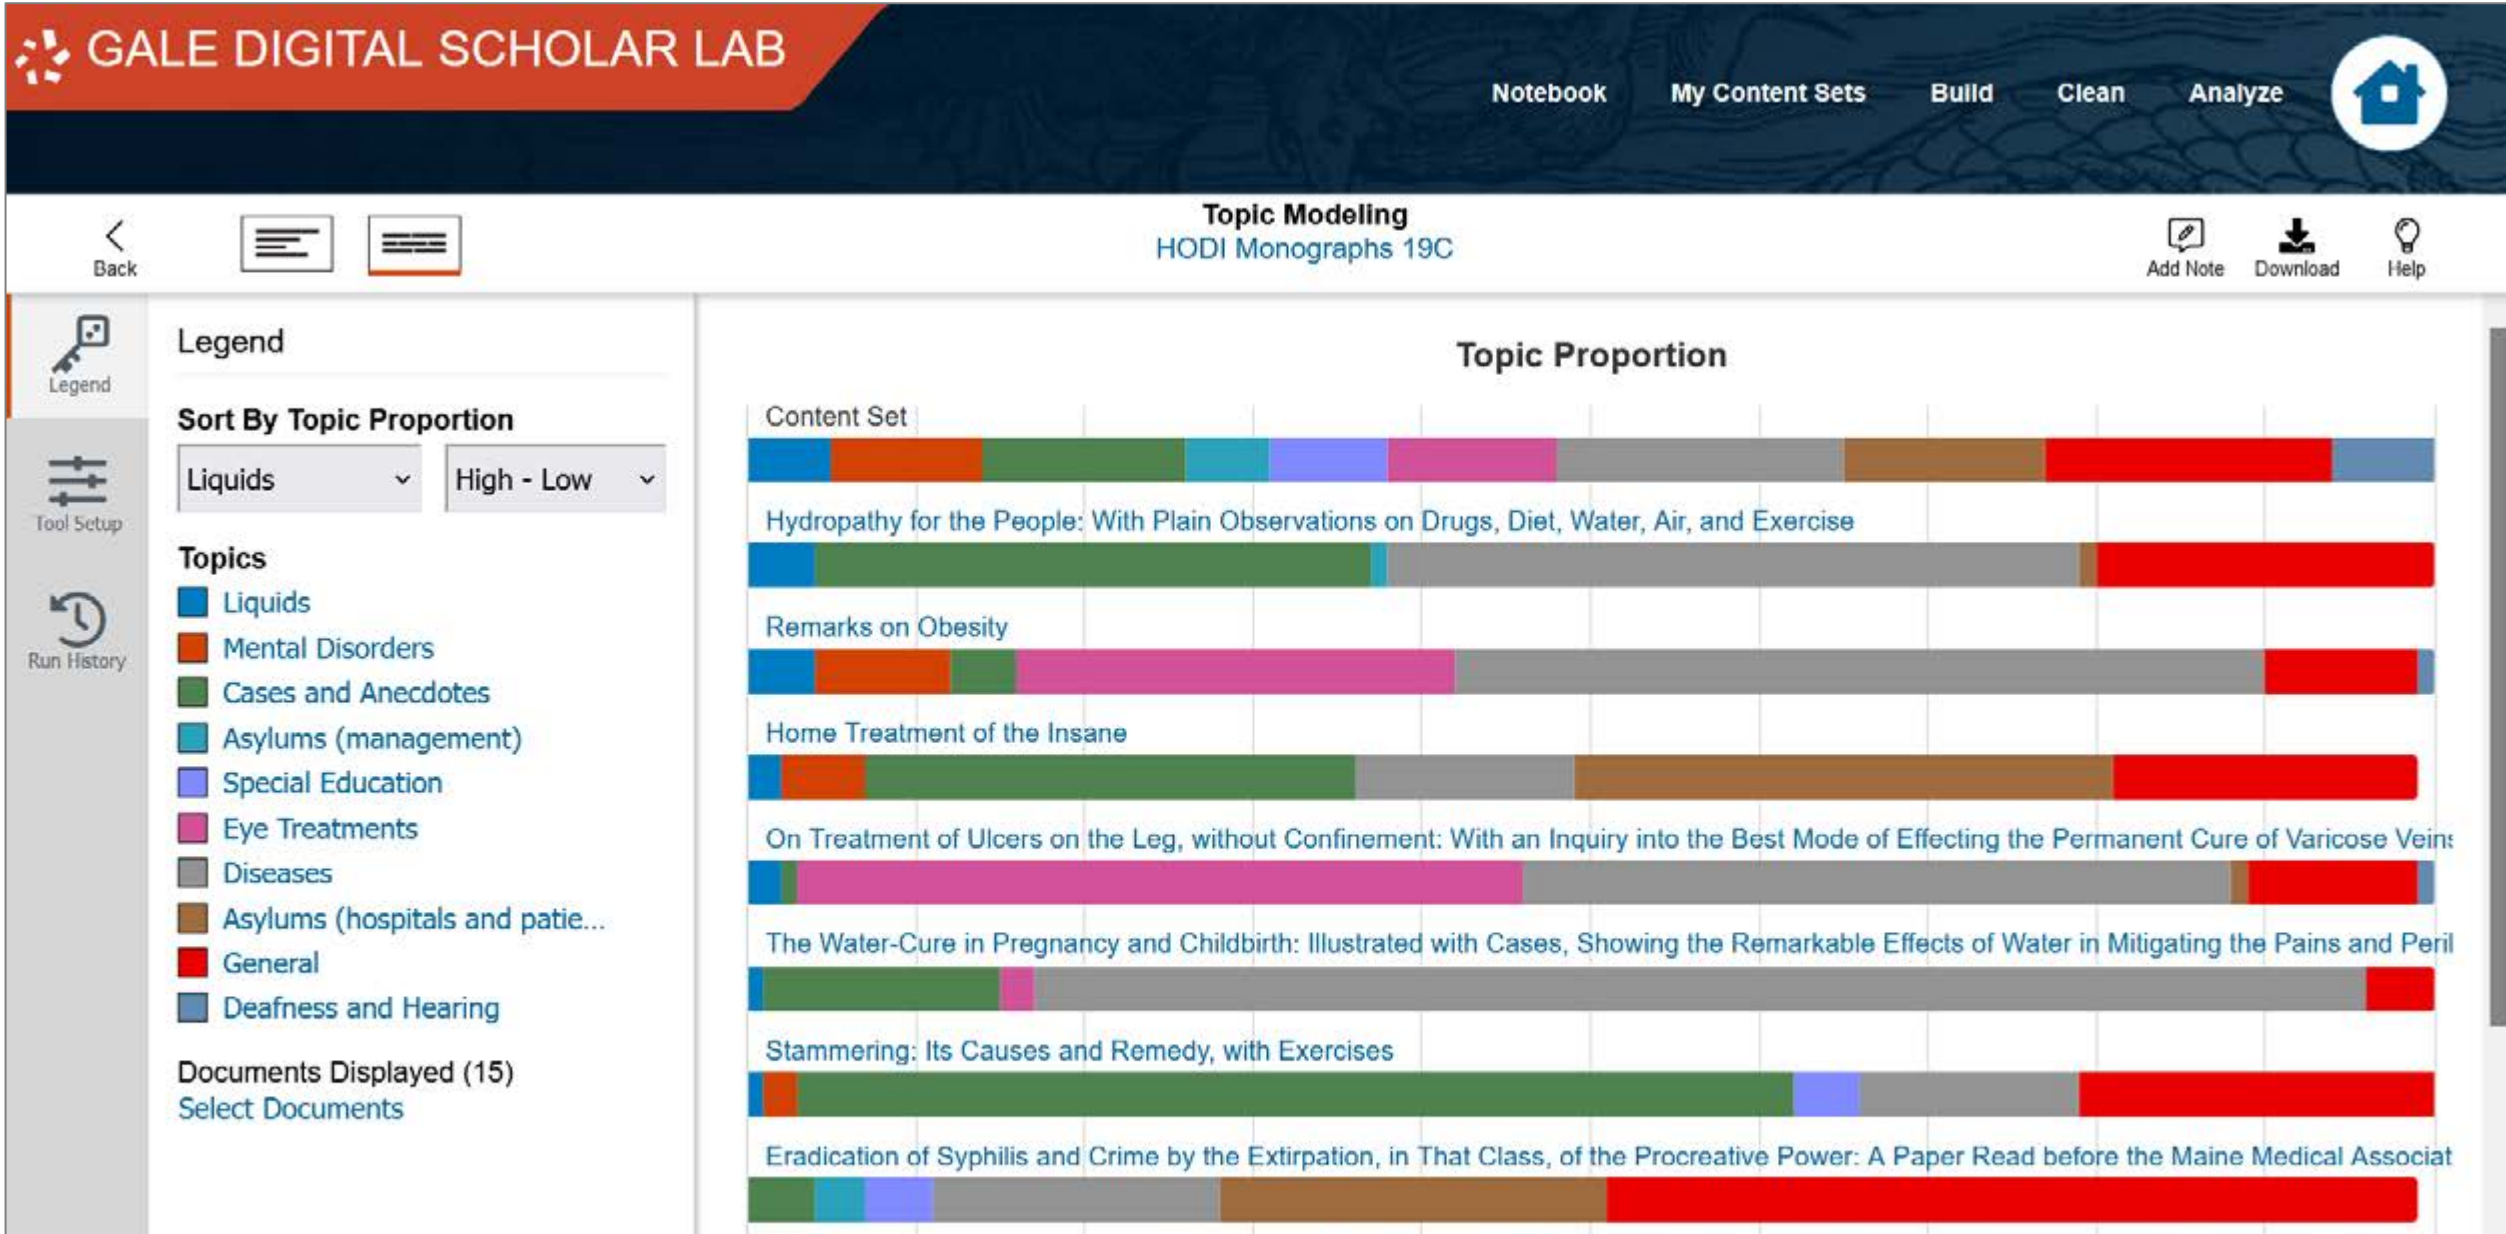 GALE DIGITAL SCHOLAR LAB
Notebook
My Content Sets
Build
Clean
Analyze
Back
Topic Modeling
HODI Monographs 19C
Add Note
Download
Help
Legend
Tool Setup
Run History
Legend
Sort By Topic Proportion
Liquids
High - Low
Topics
Liquids
Mental Disorders
Cases and Anecdotes
Asylums (management)
Special Education
Eye Treatments
Diseases
Asylums (hospitals and patie...
General
Deafness and Hearing
Documents Displayed (15)
Select Documents
Topic Proportion
Content Set
Hydropathy for the People: With Plain Observations on Drugs, Diet, Water, Air, and Exercise
Remarks on Obesity
Home Treatment of the Insane
On Treatment of Ulcers on the Leg, without Confinement: With an Inquiry into the Best Mode of Effecting the Permanent Cure of Varicose Veins
The Water-Cure in Pregnancy and Childbirth: Illustrated with Cases, Showing the Remarkable Effects of Water in Mitigating the Pains and Peril
Stammering: Its Causes and Remedy, with Exercises
Eradication of Syphilis and Crime by the Extirpation, in That Class, of the Procreative Power: A Paper Read before the Maine Medical Associat